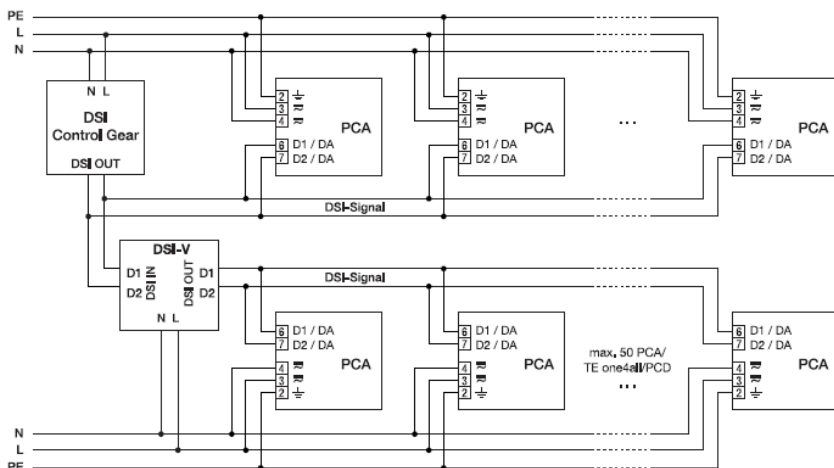 PE
L
N
N L
DSI
Control Gear
DSI OUT
2
3
4
PCA
6 D1 / DA
7 D2 / DA
2
3
4
PCA
6 D1 / DA
7 D2 / DA
...
2
3
4
PCA
6 D1 / DA
7 D2 / DA
DSI-Signal
DSI-V
D1
D2
DSI IN
DSI OUT
D1
D2
N L
DSI-Signal
6 D1 / DA
7 D2 / DA
PCA
4
3
2
6 D1 / DA
7 D2 / DA
PCA
4
3
2
max. 50 PCA/
TE one4all/PCD
...
6 D1 / DA
7 D2 / DA
PCA
4
3
2
N
L
PE